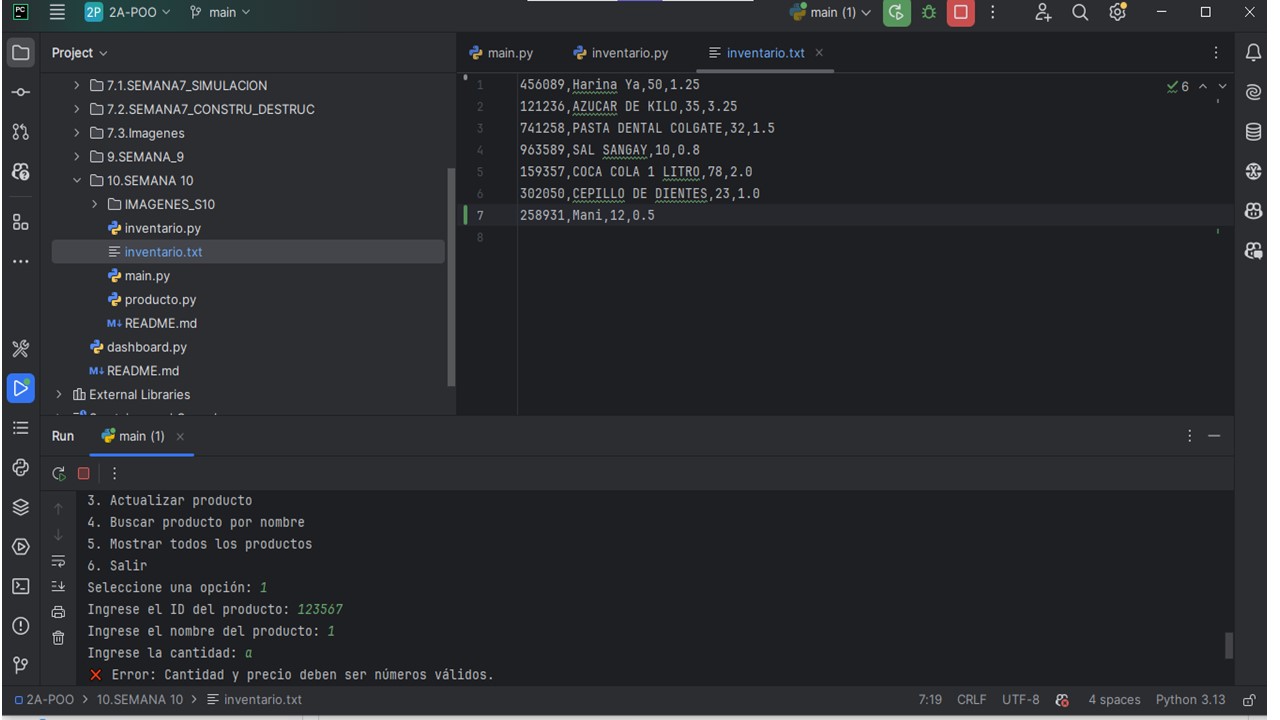 PC
2P 2A-POO
main
main (1)
Project
main.py
inventario.py
inventario.txt
7.1.SEMANA7_SIMULACION
7.2.SEMANA7_CONSTRU_DESTRUC
7.3.Imagenes
9.SEMANA_9
10.SEMANA 10
IMAGENES_S10
inventario.py
inventario.txt
main.py
producto.py
M↓ README.md
dashboard.py
M↓ README.md
External Libraries
1 456089,Harina Ya,50,1.25
2 121236,AZUCAR DE KILO,35,3.25
3 741258,PASTA DENTAL COLGATE,32,1.5
4 963589,SAL SANGAY,10,0.8
5 159357,COCA COLA 1 LITRO,78,2.0
6 302050,CEPILLO DE DIENTES,23,1.0
7 258931,Mani,12,0.5
8
6
Run
main (1)
3. Actualizar producto
4. Buscar producto por nombre
5. Mostrar todos los productos
6. Salir
Seleccione una opción: 1
Ingrese el ID del producto: 123567
Ingrese el nombre del producto: 1
Ingrese la cantidad: a
❌ Error: Cantidad y precio deben ser números válidos.
2A-POO > 10.SEMANA 10 > inventario.txt
7:19 CRLF UTF-8 4 spaces Python 3.13